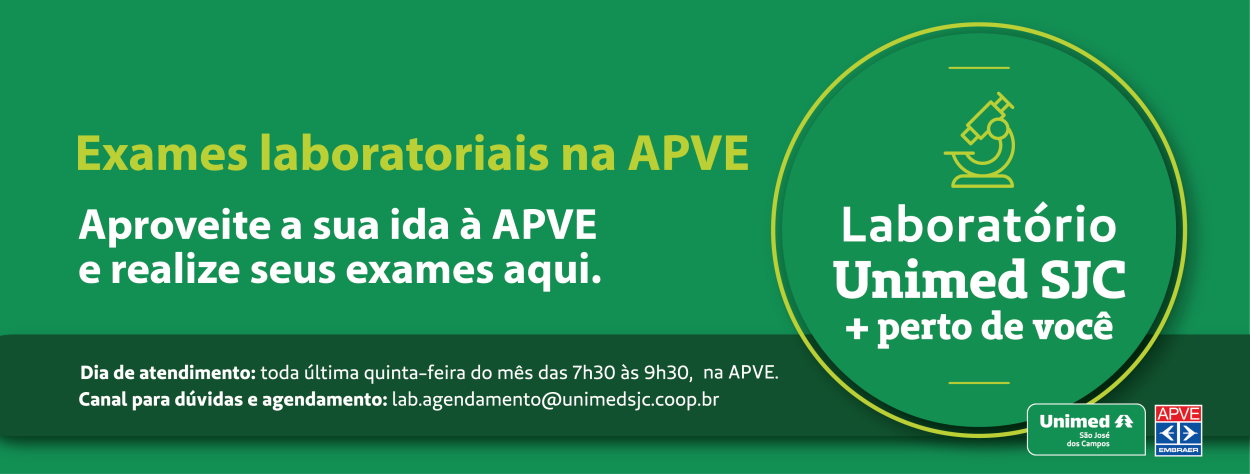 Exames laboratoriais na APVE
Aproveite a sua ida à APVE
e realize seus exames aqui.
Dia de atendimento: toda última quinta-feira do mês das 7h30 às 9h30, na APVE.
Canal para dúvidas e agendamento: lab.agendamento@unimedsjc.coop.br
Laboratório
Unimed SJC
+ perto de você
Unimed
São José
dos Campos
APVE
EMBRAER